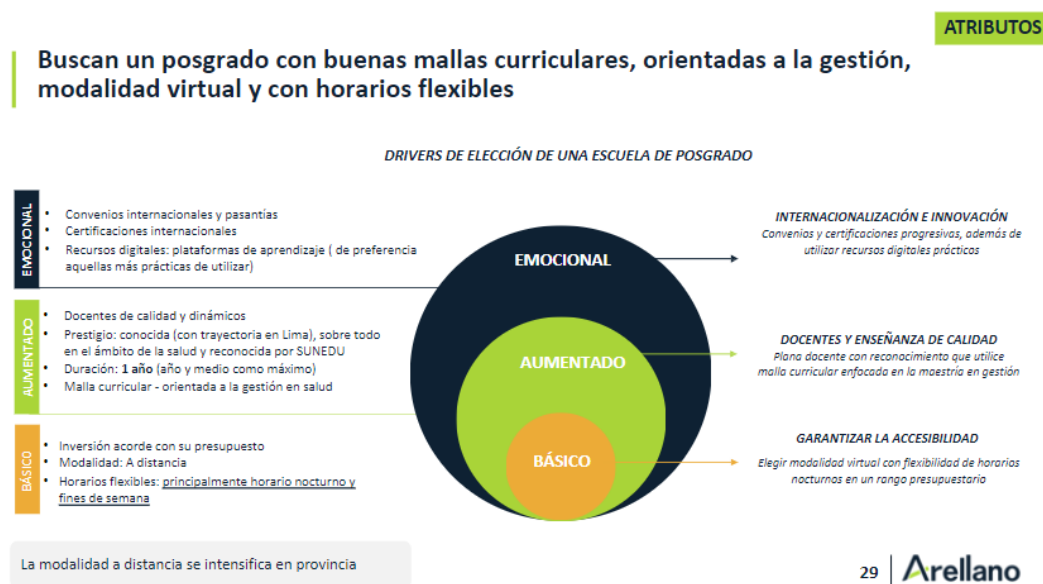 ATRIBUTOS
Buscan un posgrado con buenas mallas curriculares, orientadas a la gestión,
modalidad virtual y con horarios flexibles
DRIVERS DE ELECCIÓN DE UNA ESCUELA DE POSGRADO
EMOCIONAL
• Convenios internacionales y pasantías
• Certificaciones internacionales
• Recursos digitales: plataformas de aprendizaje ( de preferencia
aquellas más prácticas de utilizar)
AUMENTADO
• Docentes de calidad y dinámicos
• Prestigio: conocida (con trayectoria en Lima), sobre todo
en el ámbito de la salud y reconocida por SUNEDU
• Duración: 1 año (año y medio como máximo)
• Malla curricular - orientada a la gestión en salud
BÁSICO
• Inversión acorde con su presupuesto
• Modalidad: A distancia
• Horarios flexibles: principalmente horario nocturno y
fines de semana
EMOCIONAL
AUMENTADO
BÁSICO
INTERNACIONALIZACIÓN E INNOVACIÓN
Convenios y certificaciones progresivas, además de
utilizar recursos digitales prácticos
DOCENTES Y ENSEÑANZA DE CALIDAD
Plana docente con reconocimiento que utilice
malla curricular enfocada en la maestría en gestión
GARANTIZAR LA ACCESIBILIDAD
Elegir modalidad virtual con flexibilidad de horarios
nocturnos en un rango presupuestario
La modalidad a distancia se intensifica en provincia
29
Arellano